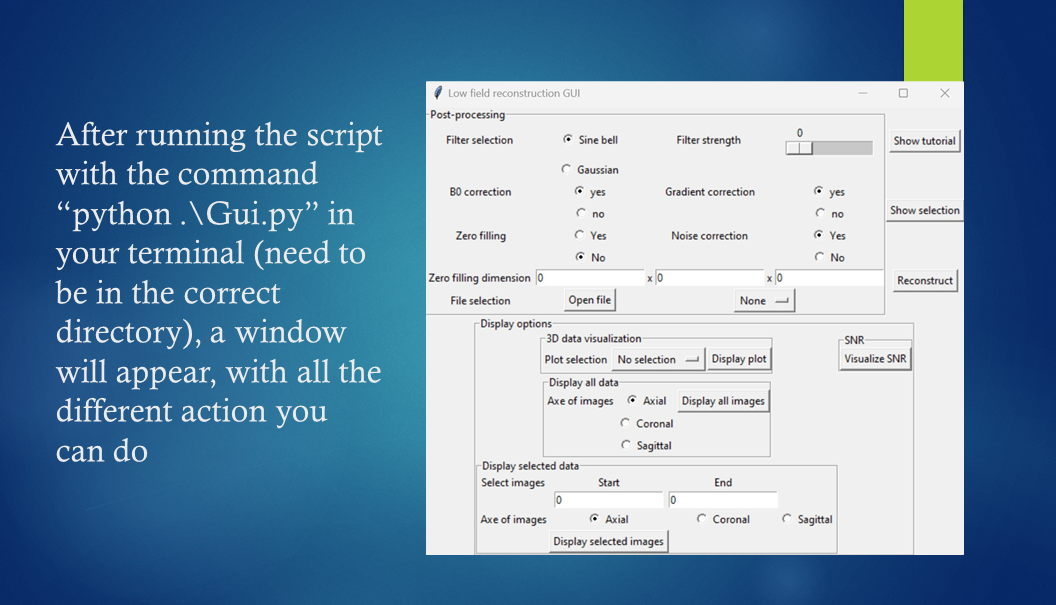 After running the script
with the command
“python .\Gui.py” in
your terminal (need to
be in the correct
directory), a window
will appear, with all the
different action you
can do
Low field reconstruction GUI
Post-processing
Filter selection Sine bell Filter strength 0 Show tutorial
Gaussian
B0 correction yes Gradient correction yes
no no Show selection
Zero filling Yes Noise correction Yes
No No
Zero filling dimension 0 x 0 x 0 Reconstruct
File selection Open file None
Display options
3D data visualization SNR
Plot selection No selection Display plot Visualize SNR
Display all data
Axe of images Axial Display all images
Coronal
Sagittal
Display selected data
Select images Start End
0 0
Axe of images Axial Coronal Sagittal
Display selected images